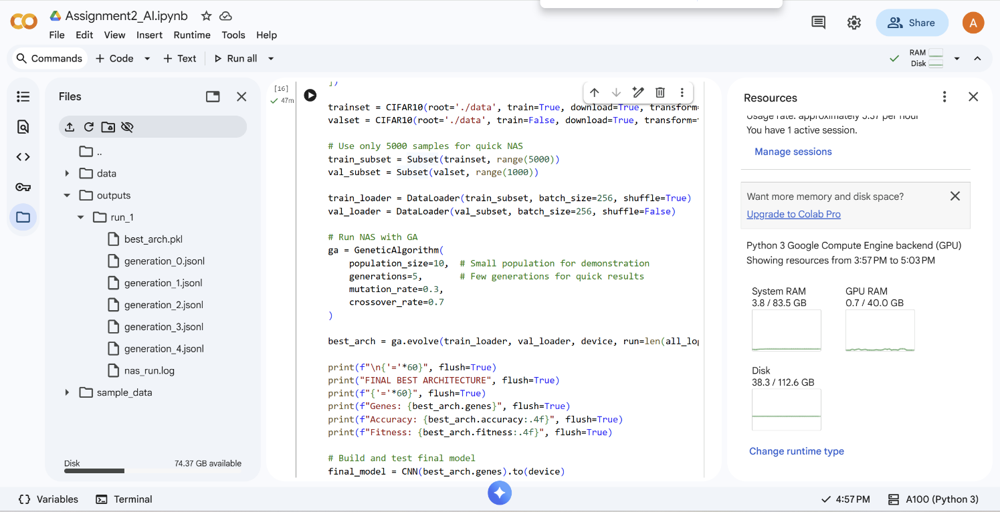 Assignment2_AI.ipynb
File Edit View Insert Runtime Tools Help
Share
A
Commands
Code
Text
Run all
RAM
Disk
Files
..
data
outputs
run_1
best_arch.pkl
generation_0.jsonl
generation_1.jsonl
generation_2.jsonl
generation_3.jsonl
generation_4.jsonl
nas_run.log
sample_data
Disk
74.37 GB available
[16]
47m
])
trainset = CIFAR10(root='./data', train=True, download=True, transform=
valset = CIFAR10(root='./data', train=False, download=True, transform=
# Use only 5000 samples for quick NAS
train_subset = Subset(trainset, range(5000))
val_subset = Subset(valset, range(1000))
train_loader = DataLoader(train_subset, batch_size=256, shuffle=True)
val_loader = DataLoader(val_subset, batch_size=256, shuffle=False)
# Run NAS with GA
ga = GeneticAlgorithm(
population_size=10,  # Small population for demonstration
generations=5,       # Few generations for quick results
mutation_rate=0.3,
crossover_rate=0.7
)
best_arch = ga.evolve(train_loader, val_loader, device, run=len(all_log
print(f"\n{'='*60}", flush=True)
print("FINAL BEST ARCHITECTURE", flush=True)
print(f"{'='*60}", flush=True)
print(f"Genes: {best_arch.genes}", flush=True)
print(f"Accuracy: {best_arch.accuracy:.4f}", flush=True)
print(f"Fitness: {best_arch.fitness:.4f}", flush=True)
# Build and test final model
final_model = CNN(best_arch.genes).to(device)
Resources
Usage rate: approximately 5.37 per hour
You have 1 active session.
Manage sessions
Want more memory and disk space?
Upgrade to Colab Pro
Python 3 Google Compute Engine backend (GPU)
Showing resources from 3:57 PM to 5:03 PM
System RAM
3.8 / 83.5 GB
GPU RAM
0.7 / 40.0 GB
Disk
38.3 / 112.6 GB
Change runtime type
Variables
Terminal
4:57 PM
A100 (Python 3)